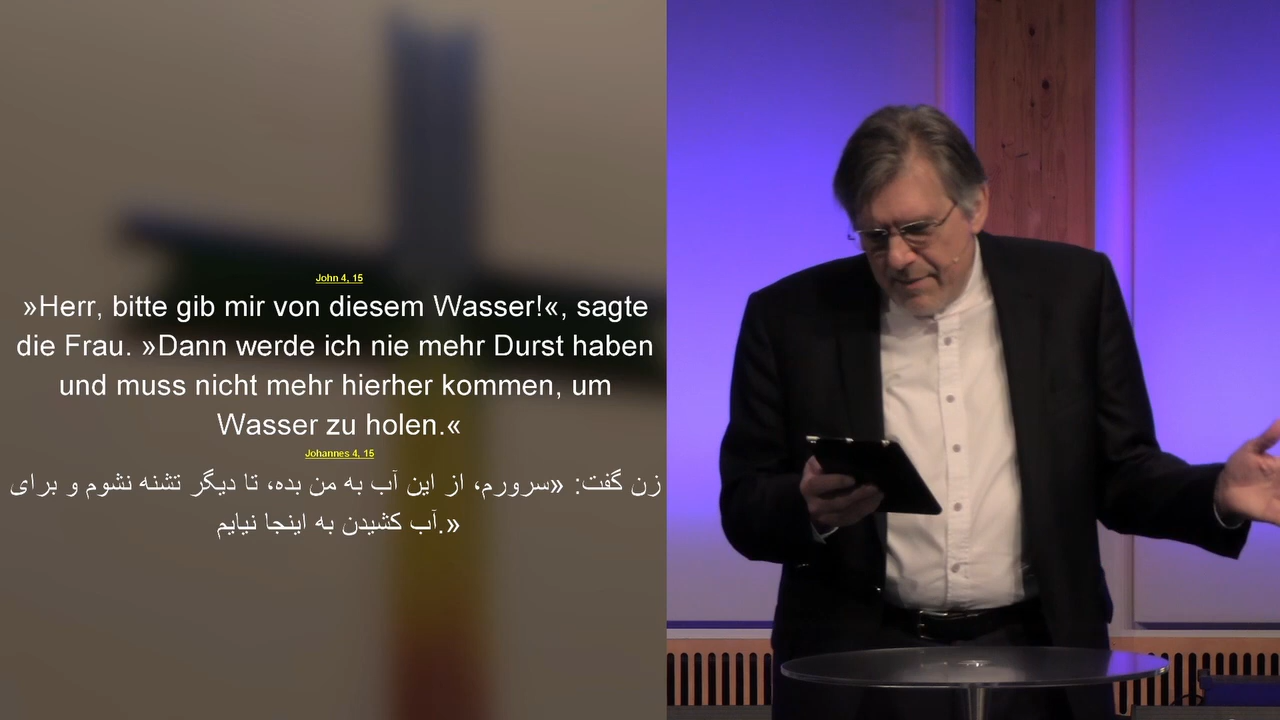 John 4, 15
»Herr, bitte gib mir von diesem Wasser!«, sagte
die Frau. »Dann werde ich nie mehr Durst haben
und muss nicht mehr hierher kommen, um
Wasser zu holen.«
Johannes 4, 15
زن گفت: «سرورم، از این آب به من بده، تا دیگر تشنه نشوم و برای
آب کشیدن به اینجا نیایم.»